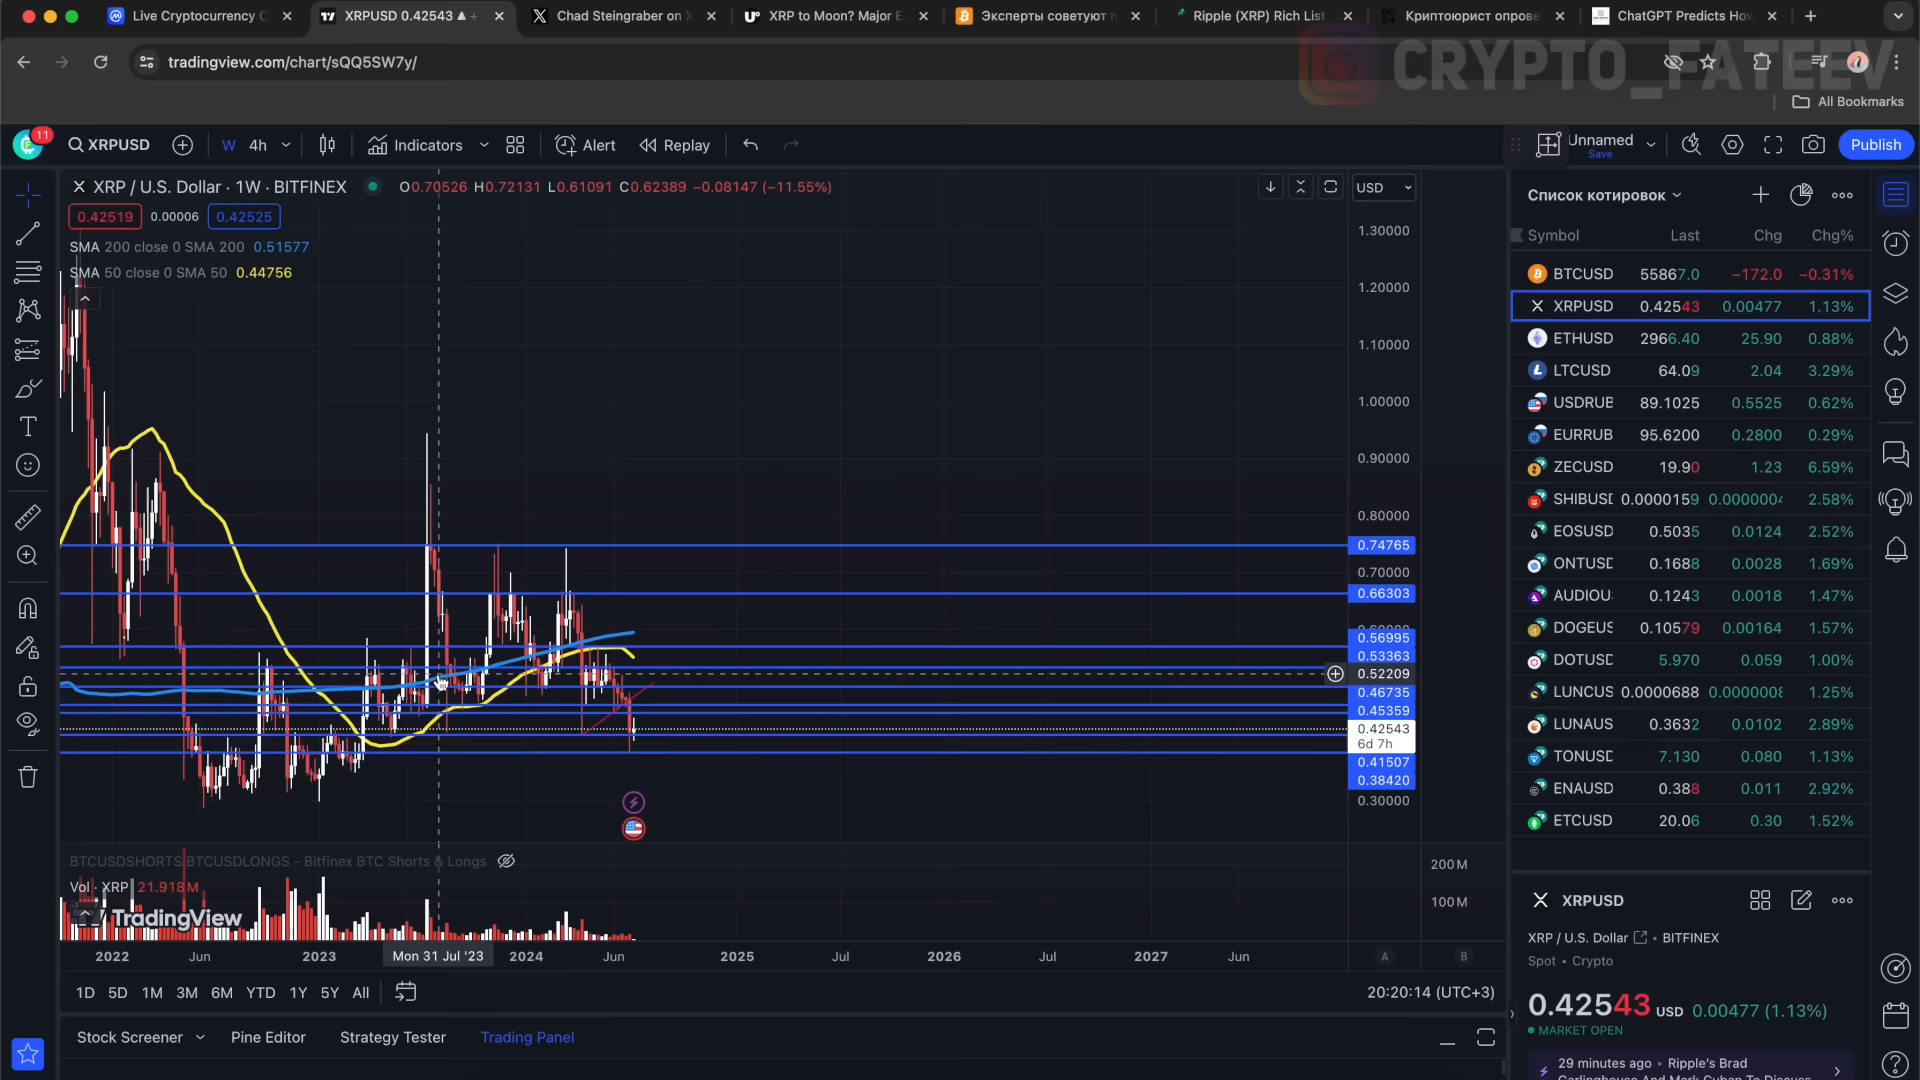 Live Cryptocurrency C
XRPUSD 0.42543
Chad Steingraber on X
XRP to Moon? Major E
Эксперты советуют
Ripple (XRP) Rich List
Криптоюрист опрове
ChatGPT Predicts How
tradingview.com/chart/sQQ5SW7y/
CRYPTO_FATEEV
All Bookmarks
11
XRPUSD
W
4h
Indicators
Alert
Replay
Unnamed
Save
Publish
XRP / U.S. Dollar · 1W · BITFINEX
O0.70526 H0.72131 L0.61091 C0.62389 −0.08147 (−11.55%)
USD
0.42519 0.00006 0.42525
SMA 200 close 0 SMA 200 0.51577
SMA 50 close 0 SMA 50 0.44756
1.30000
1.20000
1.10000
1.00000
0.90000
0.80000
0.74765
0.70000
0.66303
0.56995
0.53363
0.52209
0.46735
0.45359
0.42543
6d 7h
0.41507
0.38420
0.30000
BTCUSDSHORTS|BTCUSDLONGS - Bitfinex BTC Shorts & Longs
Vol · XRP 21.918M
TradingView
200M
100M
2022 Jun 2023 Mon 31 Jul '23 2024 Jun 2025 Jul 2026 Jul 2027 Jun
A B
1D 5D 1M 3M 6M YTD 1Y 5Y All
20:20:14 (UTC+3)
Stock Screener
Pine Editor
Strategy Tester
Trading Panel
Список котировок
Symbol Last Chg Chg%
BTCUSD 55867.0 −172.0 −0.31%
XRPUSD 0.42543 0.00477 1.13%
ETHUSD 2966.40 25.90 0.88%
LTCUSD 64.09 2.04 3.29%
USDRUB 89.1025 0.5525 0.62%
EURRUB 95.6200 0.2800 0.29%
ZECUSD 19.90 1.23 6.59%
SHIBUSD 0.0000159 0.0000004 2.58%
EOSUSD 0.5035 0.0124 2.52%
ONTUSD 0.1688 0.0028 1.69%
AUDIOU 0.1243 0.0018 1.47%
DOGEUS 0.10579 0.00164 1.57%
DOTUSD 5.970 0.059 1.00%
LUNCUS 0.0000688 0.0000008 1.25%
LUNAUS 0.3632 0.0102 2.89%
TONUSD 7.130 0.080 1.13%
ENAUSD 0.388 0.011 2.92%
ETCUSD 20.06 0.30 1.52%
XRPUSD
XRP / U.S. Dollar • BITFINEX
Spot • Crypto
0.42543 USD 0.00477 (1.13%)
MARKET OPEN
29 minutes ago • Ripple's Brad
Garlinghouse And Mark Cuban To Discuss